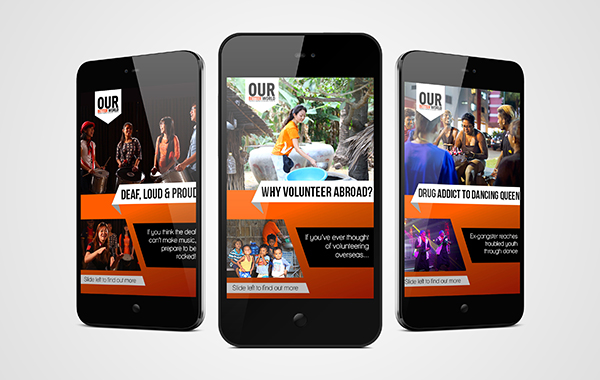 OUR
BETTER WORLD
DEAF, LOUD & PROUD
If you think the deaf
can't make music,
prepare to be
rocked!
Slide left to find out more
OUR
BETTER WORLD
WHY VOLUNTEER ABROAD?
If you've ever thought
of volunteering
overseas...
Slide left to find out more
OUR
BETTER WORLD
DRUG ADDICT TO DANCING QUEEN
Ex-gangster reaches
troubled youth
through dance
Slide left to find out more